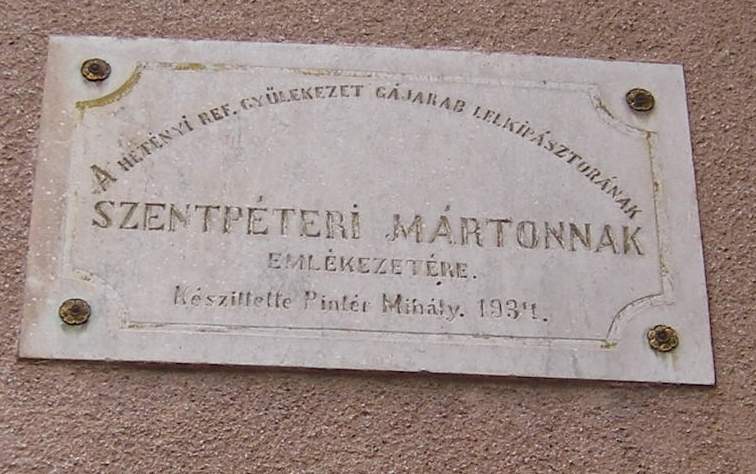 A HETÉNYI REF. GYÜLEKEZET GÁJARAB LELKIPÁSZTORÁNAK
SZENTPÉTERI MÁRTONNAK
EMLÉKEZETÉRE.
Készittette Pintér Mihály. 1934.